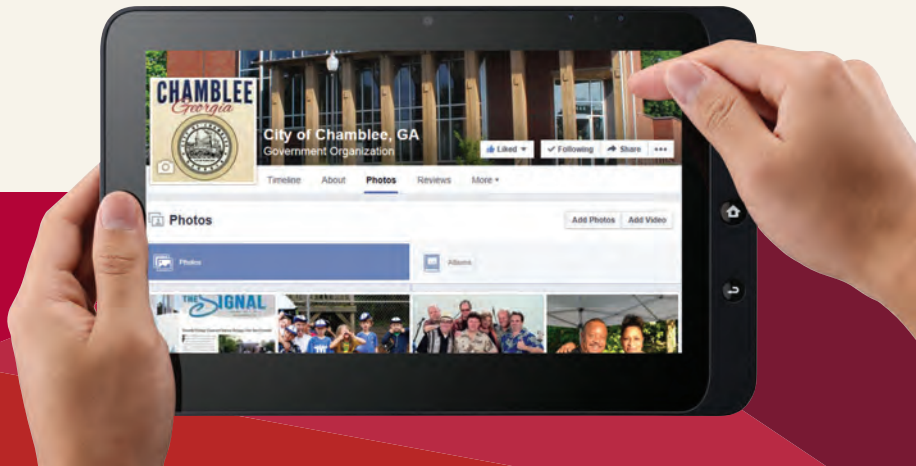 CHAMBLEE
Georgia
City of Chamblee, GA
Government Organization
Liked
Following
Share
Timeline
About
Photos
Reviews
More
Photos
Add Photos
Add Video
Photos
Albums
THE SIGNAL